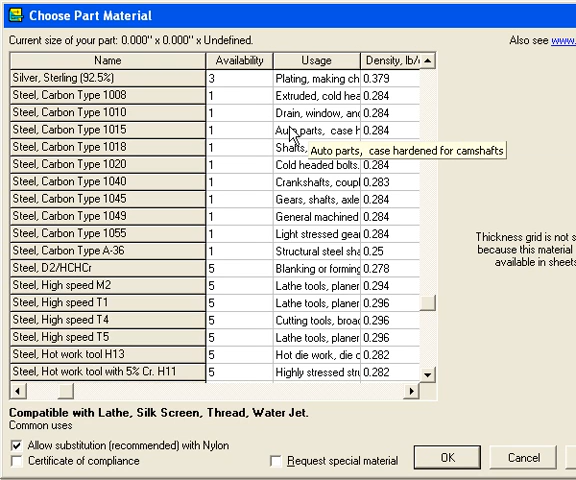 Choose Part Material
Current size of your part: 0.000" x 0.000" x Undefined.
Also see www.
Name Availability Usage Density, lb/
Silver, Sterling (92.5%) 3 Plating, making ch 0.379
Steel, Carbon Type 1008 1 Extruded, cold hea 0.284
Steel, Carbon Type 1010 1 Drain, window, and 0.284
Steel, Carbon Type 1015 1 Auto parts, case h 0.284
Steel, Carbon Type 1018 1 Shafts,
Auto parts, case hardened for camshafts
Steel, Carbon Type 1020 1 Cold headed bolts. 0.284
Steel, Carbon Type 1040 1 Crankshafts, coupl 0.283
Steel, Carbon Type 1045 1 Gears, shafts, axle 0.284
Steel, Carbon Type 1049 1 General machined 0.284
Steel, Carbon Type 1055 1 Light stressed gear 0.284
Steel, Carbon Type A-36 1 Structural steel sha 0.25
Steel, D2/HCHCr 5 Blanking or forming 0.278
Steel, High speed M2 5 Lathe tools, planer 0.294
Steel, High speed T1 5 Lathe tools, planer 0.296
Steel, High speed T4 5 Cutting tools, broac 0.296
Steel, High speed T5 5 Lathe tools, planer 0.296
Steel, Hot work tool H13 5 Hot die work, die c 0.282
Steel, Hot work tool with 5% Cr. H11 5 Highly stressed stru 0.282
Thickness grid is not s
because this material
available in sheets
Compatible with Lathe, Silk Screen, Thread, Water Jet.
Common uses
Allow substitution (recommended) with Nylon
Certificate of compliance
Request special material
OK
Cancel